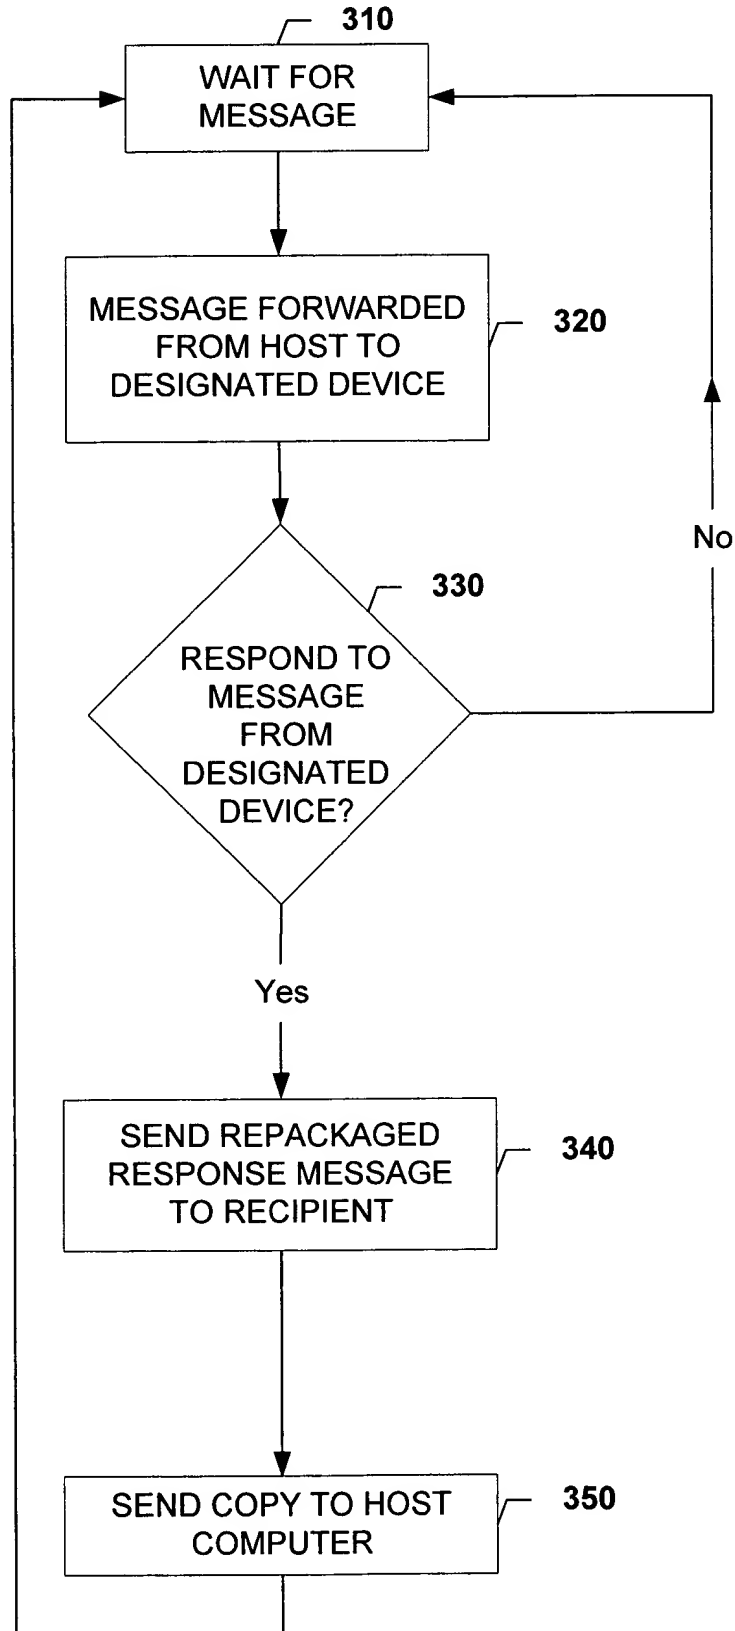 310
WAIT FOR
MESSAGE
MESSAGE FORWARDED
FROM HOST TO
DESIGNATED DEVICE
320
No
330
RESPOND TO
MESSAGE
FROM
DESIGNATED
DEVICE?
Yes
SEND REPACKAGED
RESPONSE MESSAGE
TO RECIPIENT
340
SEND COPY TO HOST
COMPUTER
350